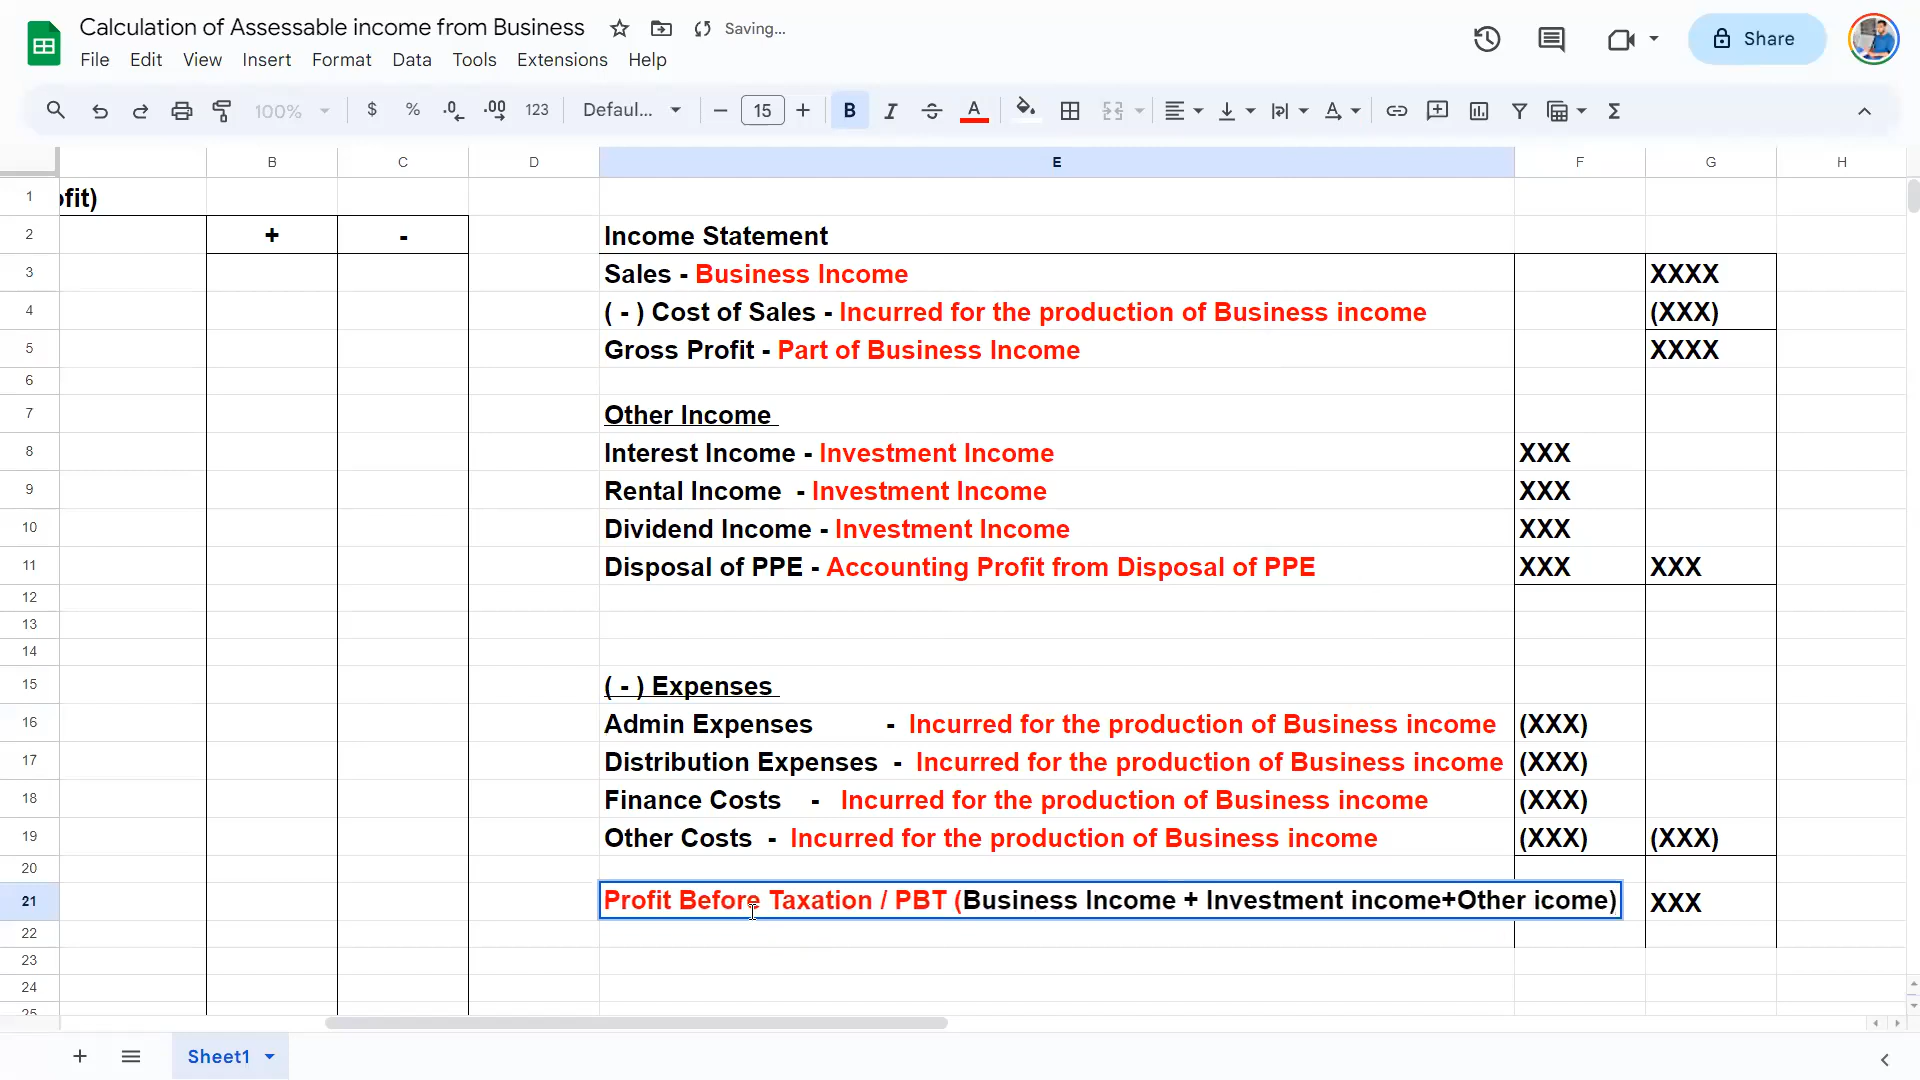 Calculation of Assessable income from Business Saving...
File Edit View Insert Format Data Tools Extensions Help
Share
100% $ % .0 .00 123 Defaul... 15 B I A
B C D E F G H
1 ofit)
2 + - Income Statement
3 Sales - Business Income XXXX
4 ( - ) Cost of Sales - Incurred for the production of Business income (XXX)
5 Gross Profit - Part of Business Income XXXX
6
7 Other Income
8 Interest Income - Investment Income XXX
9 Rental Income - Investment Income XXX
10 Dividend Income - Investment Income XXX
11 Disposal of PPE - Accounting Profit from Disposal of PPE XXX XXX
12
13
14
15 ( - ) Expenses
16 Admin Expenses - Incurred for the production of Business income (XXX)
17 Distribution Expenses - Incurred for the production of Business income (XXX)
18 Finance Costs - Incurred for the production of Business income (XXX)
19 Other Costs - Incurred for the production of Business income (XXX) (XXX)
20
21 Profit Before Taxation / PBT (Business Income + Investment income+Other icome) XXX
22
23
24
25
Sheet1